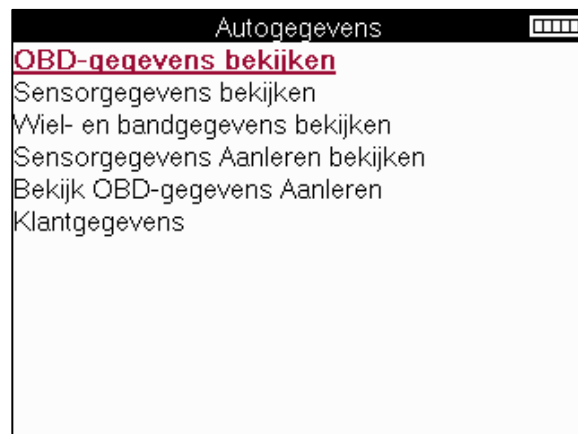 Autogegevens
OBD-gegevens bekijken
Sensorgegevens bekijken
Wiel- en bandgegevens bekijken
Sensorgegevens Aanleren bekijken
Bekijk OBD-gegevens Aanleren
Klantgegevens